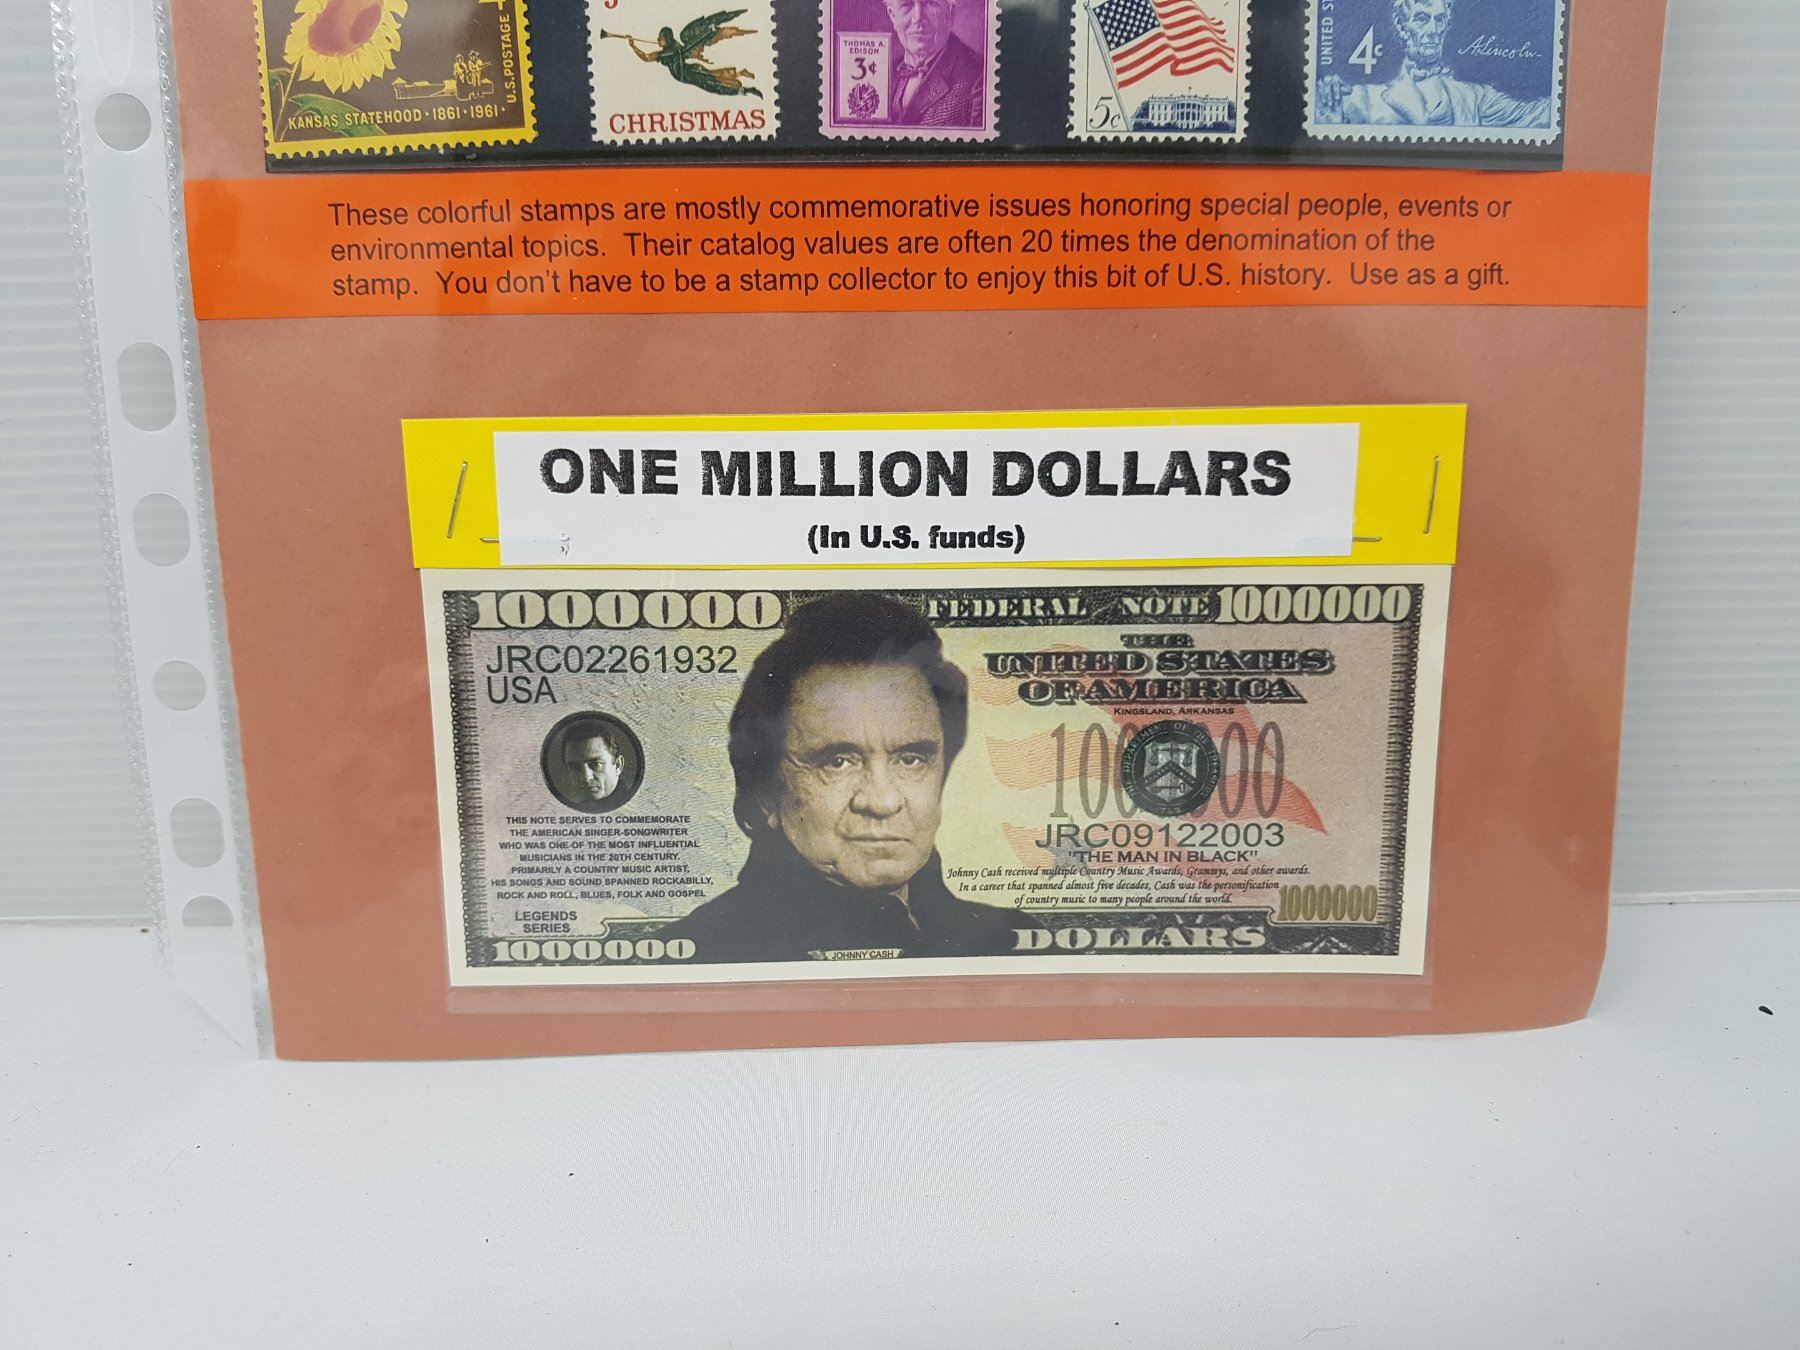 KANSAS STATEHOOD · 1861 · 1961 ·
U.S. POSTAGE
CHRISTMAS
THOMAS A. EDISON
3¢
5c
UNITED
4¢
A. Lincoln
These colorful stamps are mostly commemorative issues honoring special people, events or
environmental topics.  Their catalog values are often 20 times the denomination of the
stamp.  You don't have to be a stamp collector to enjoy this bit of U.S. history.  Use as a gift.
ONE MILLION DOLLARS
(In U.S. funds)
1000000
FEDERAL NOTE
1000000
JRC02261932
USA
THE
UNITED STATES
OF AMERICA
KINGSLAND, ARKANSAS
1000000
THIS NOTE SERVES TO COMMEMORATE
THE AMERICAN SINGER-SONGWRITER
WHO WAS ONE OF THE MOST INFLUENTIAL
MUSICIANS IN THE 20TH CENTURY.
PRIMARILY A COUNTRY MUSIC ARTIST,
HIS SONGS AND SOUND SPANNED ROCKABILLY,
ROCK AND ROLL, BLUES, FOLK AND GOSPEL
JRC09122003
"THE MAN IN BLACK"
Johnny Cash received multiple Country Music Awards, Grammys, and other awards.
In a career that spanned almost five decades, Cash was the personification
of country music to many people around the world.
1000000
LEGENDS
SERIES
1000000
JOHNNY CASH
DOLLARS